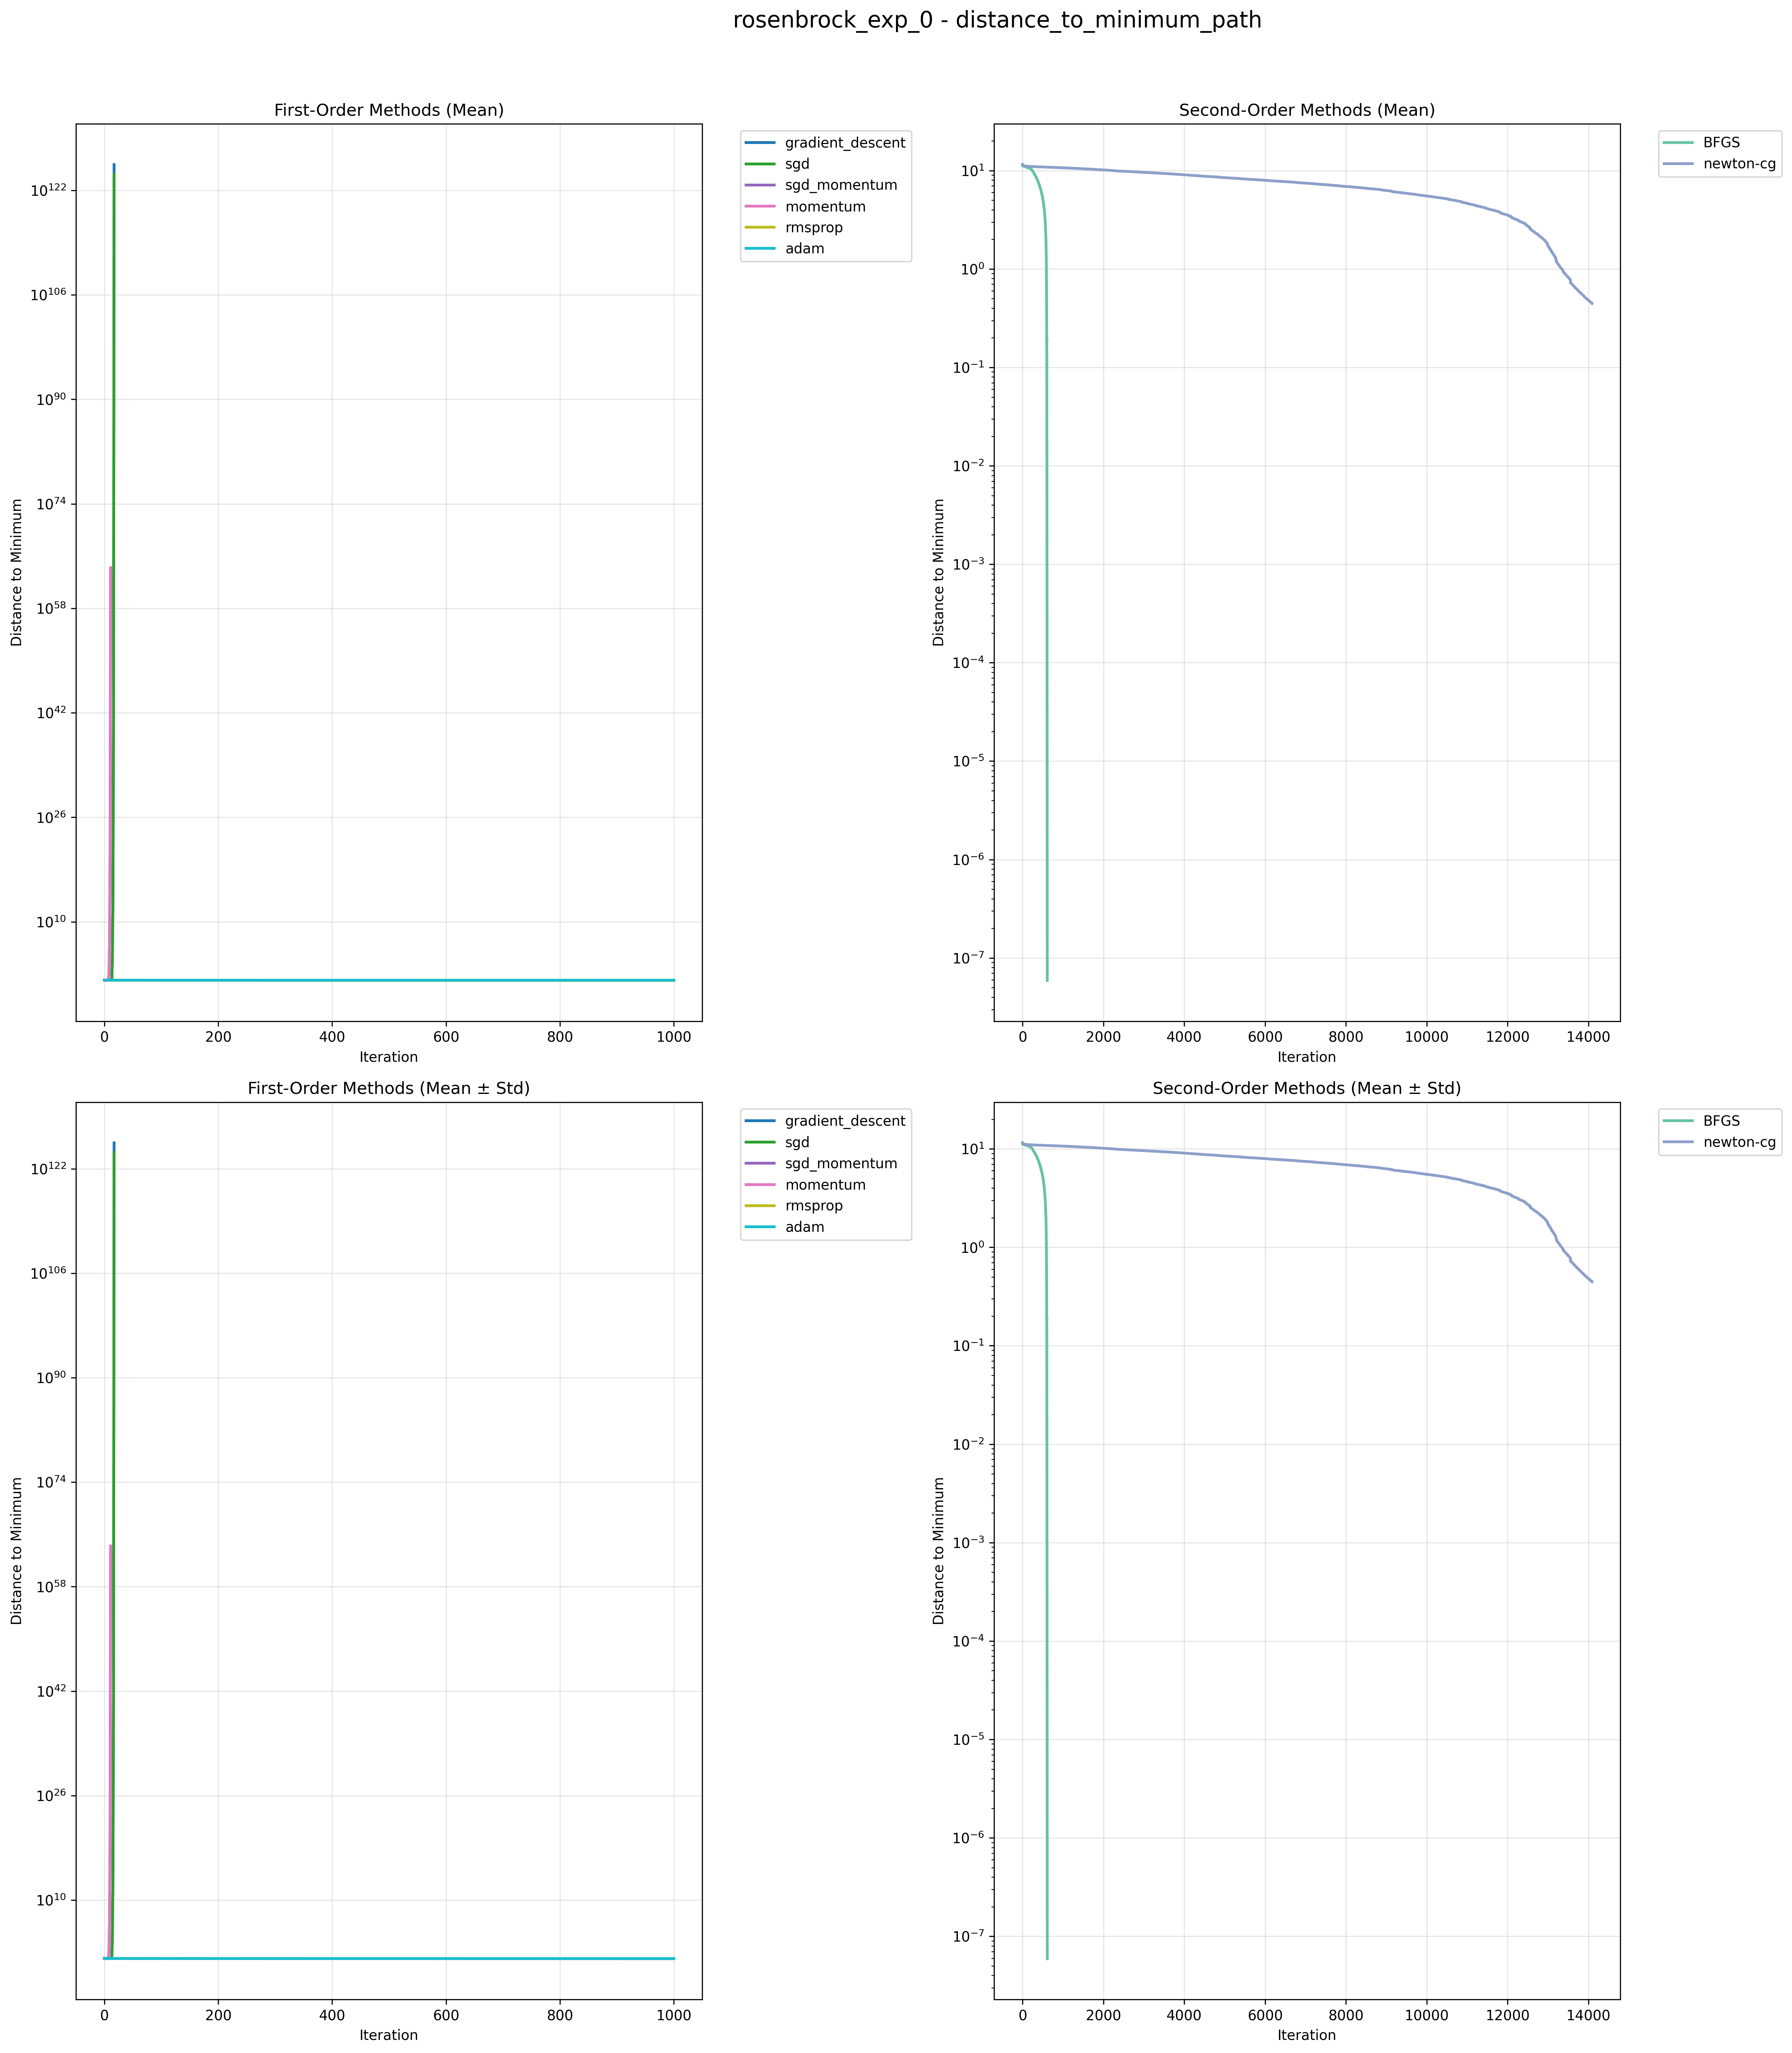 rosenbrock_exp_0 - distance_to_minimum_path
First-Order Methods (Mean)
Distance to Minimum
10^122
10^106
10^90
10^74
10^58
10^42
10^26
10^10
0 200 400 600 800 1000
Iteration
gradient_descent
sgd
sgd_momentum
momentum
rmsprop
adam
Second-Order Methods (Mean)
Distance to Minimum
10^1
10^0
10^−1
10^−2
10^−3
10^−4
10^−5
10^−6
10^−7
0 2000 4000 6000 8000 10000 12000 14000
Iteration
BFGS
newton-cg
First-Order Methods (Mean ± Std)
Distance to Minimum
10^122
10^106
10^90
10^74
10^58
10^42
10^26
10^10
0 200 400 600 800 1000
Iteration
gradient_descent
sgd
sgd_momentum
momentum
rmsprop
adam
Second-Order Methods (Mean ± Std)
Distance to Minimum
10^1
10^0
10^−1
10^−2
10^−3
10^−4
10^−5
10^−6
10^−7
0 2000 4000 6000 8000 10000 12000 14000
Iteration
BFGS
newton-cg